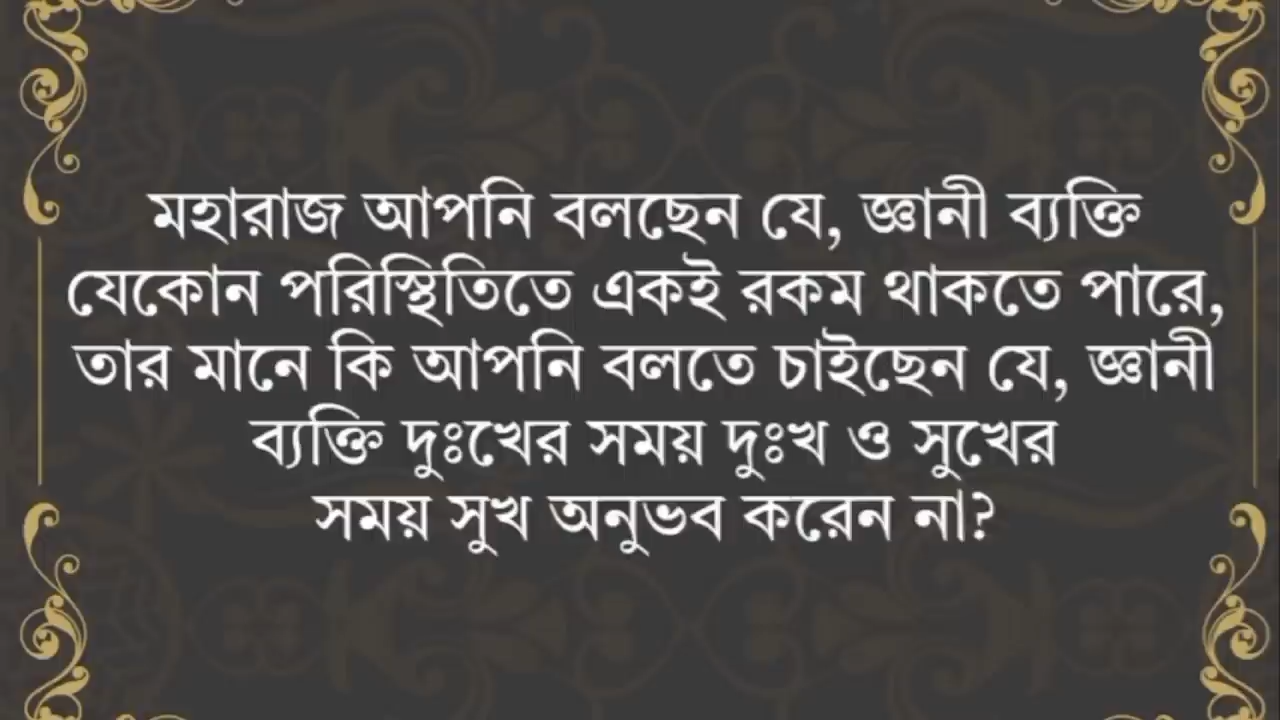 মহারাজ আপনি বলছেন যে, জ্ঞানী ব্যক্তি
যেকোন পরিস্থিতিতে একই রকম থাকতে পারে,
তার মানে কি আপনি বলতে চাইছেন যে, জ্ঞানী
ব্যক্তি দুঃখের সময় দুঃখ ও সুখের
সময় সুখ অনুভব করেন না?